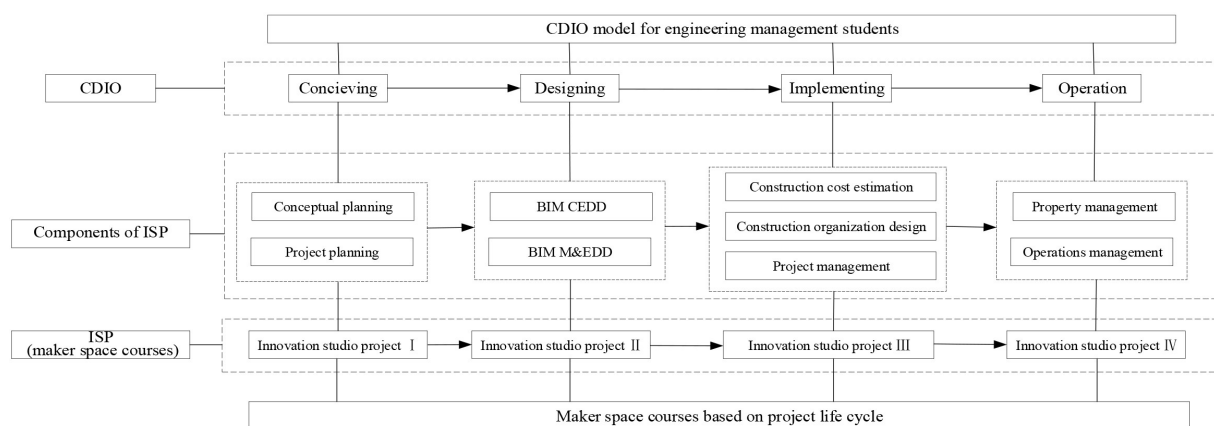 CDIO model for engineering management students
CDIO
Concieving
Designing
Implementing
Operation
Components of ISP
Conceptual planning
Project planning
BIM CEDD
BIM M&EDD
Construction cost estimation
Construction organization design
Project management
Property management
Operations management
ISP
(maker space courses)
Innovation studio project Ⅰ
Innovation studio project Ⅱ
Innovation studio project Ⅲ
Innovation studio project Ⅳ
Maker space courses based on project life cycle